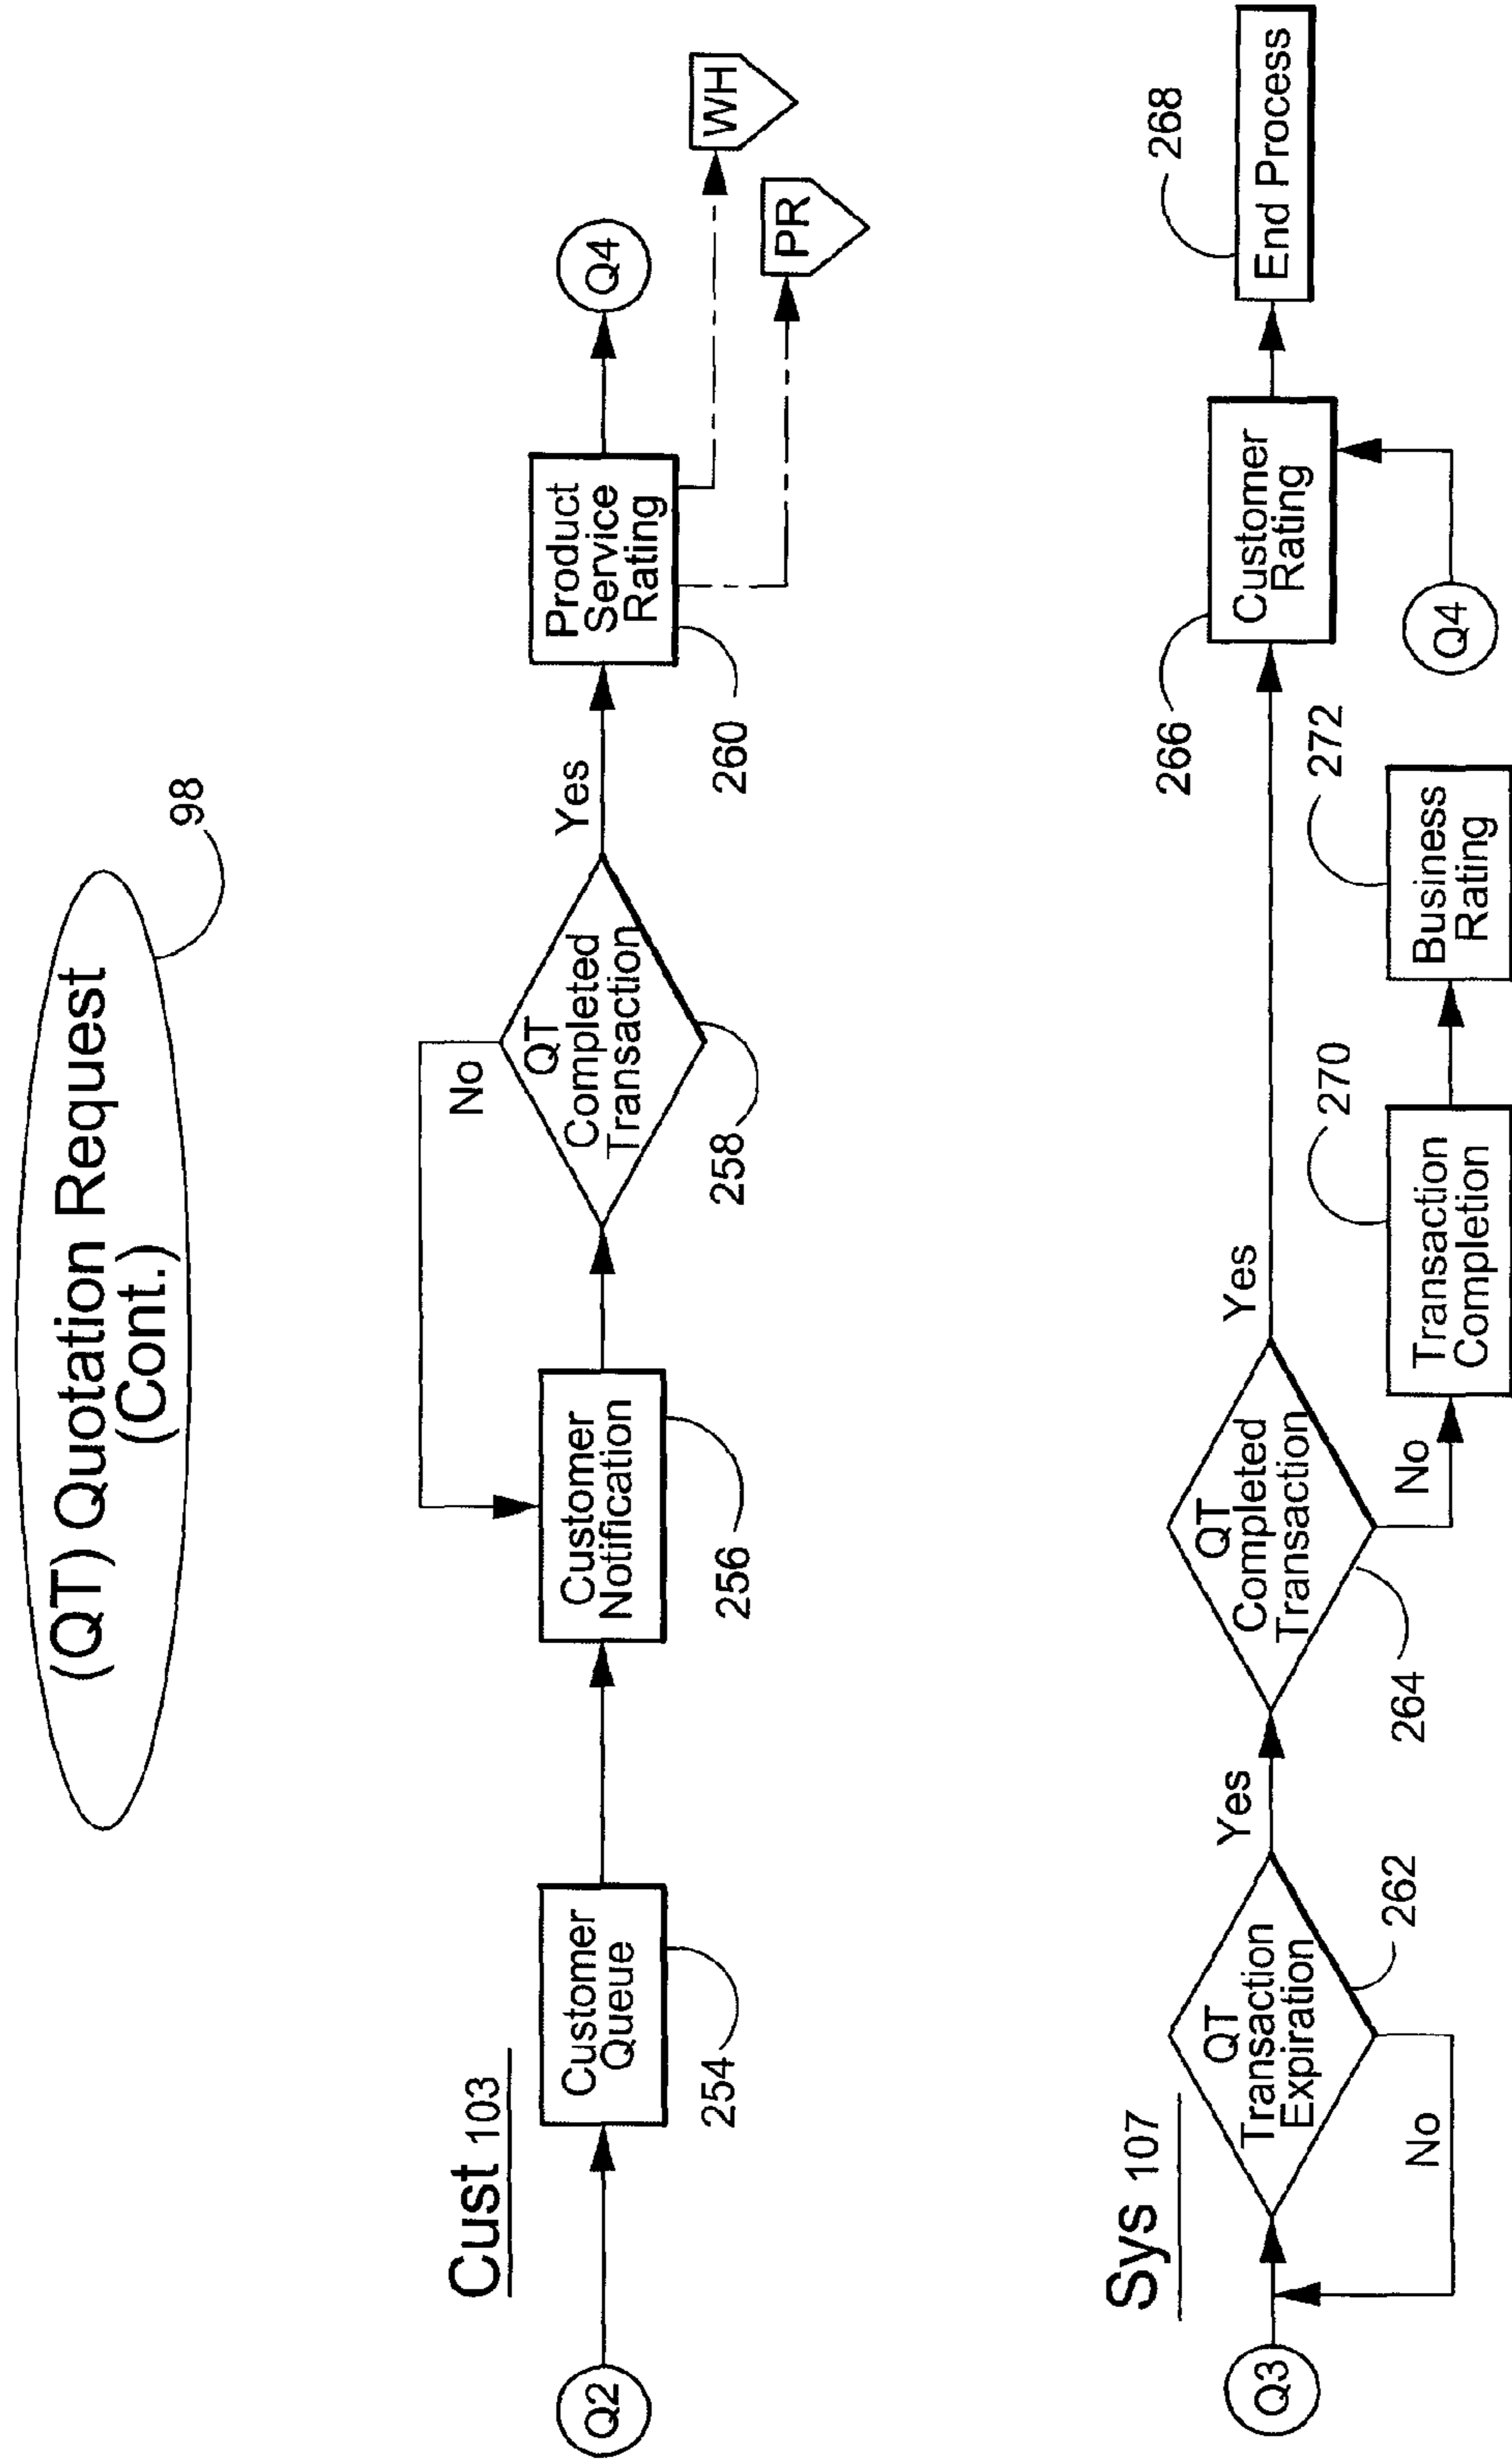 (QT) Quotation Request
(Cont.)
98
Cust 103
Q2
Customer
Queue
254
Customer
Notification
256
No
QT
Completed
Transaction
258
Yes
Product
Service
Rating
260
Q4
WH
PR
Sys 107
Q3
QT
Transaction
Expiration
262
No
Yes
QT
Completed
Transaction
264
Yes
No
Transaction
Completion
270
Business
Rating
272
Customer
Rating
266
Q4
End Process
268